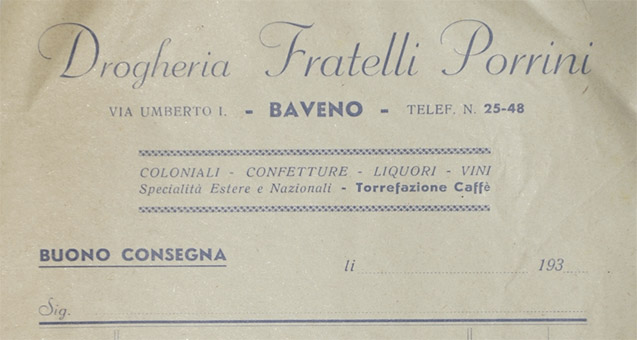 Drogheria Fratelli Porrini
VIA UMBERTO I. - BAVENO - TELEF. N. 25-48
COLONIALI - CONFETTURE - LIQUORI - VINI
Specialità Estere e Nazionali - Torrefazione Caffè
BUONO CONSEGNA
li 193
Sig.